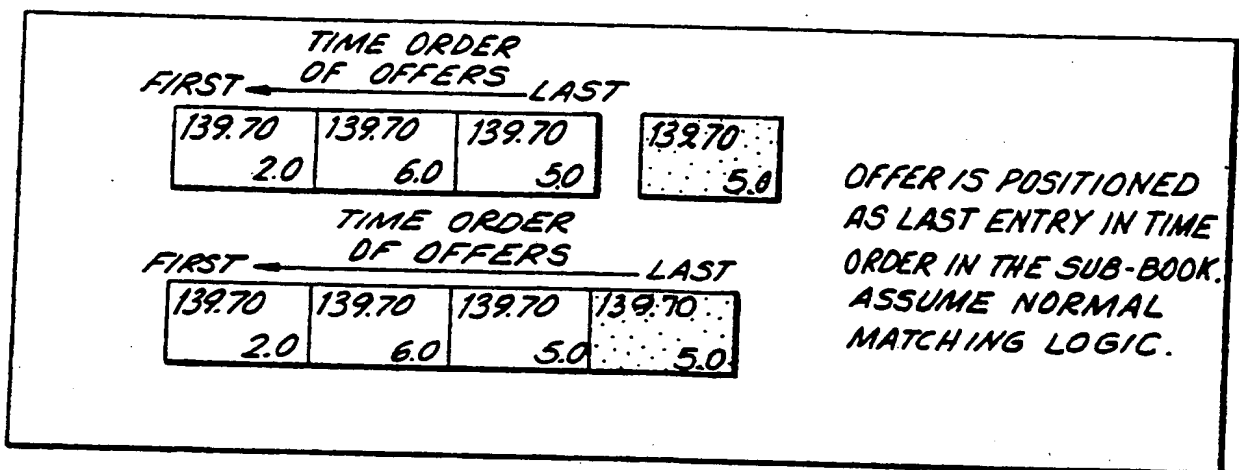 TIME ORDER
OF OFFERS
FIRST LAST
139.70 139.70 139.70 139.70
2.0 6.0 5.0 5.0
OFFER IS POSITIONED
AS LAST ENTRY IN TIME
ORDER IN THE SUB-BOOK.
ASSUME NORMAL
MATCHING LOGIC.
TIME ORDER
OF OFFERS
FIRST LAST
139.70 139.70 139.70 139.70
2.0 6.0 5.0 5.0